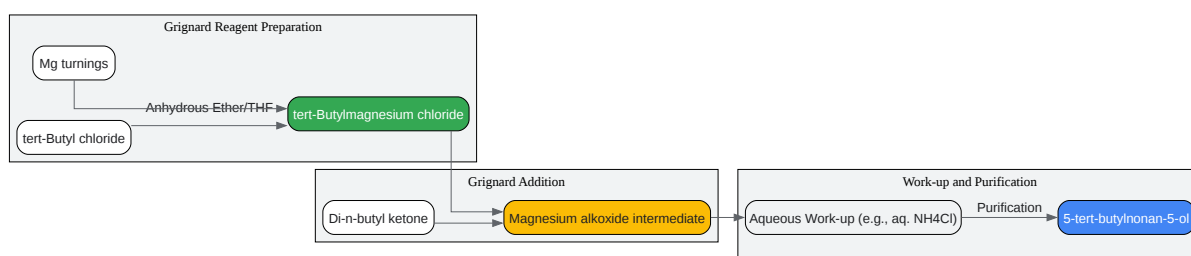 Grignard Reagent Preparation
Mg turnings
Anhydrous Ether/THF
tert-Butylmagnesium chloride
tert-Butyl chloride
Grignard Addition
Di-n-butyl ketone
Magnesium alkoxide intermediate
Work-up and Purification
Aqueous Work-up (e.g., aq. NH4Cl)
Purification
5-tert-butylnonan-5-ol